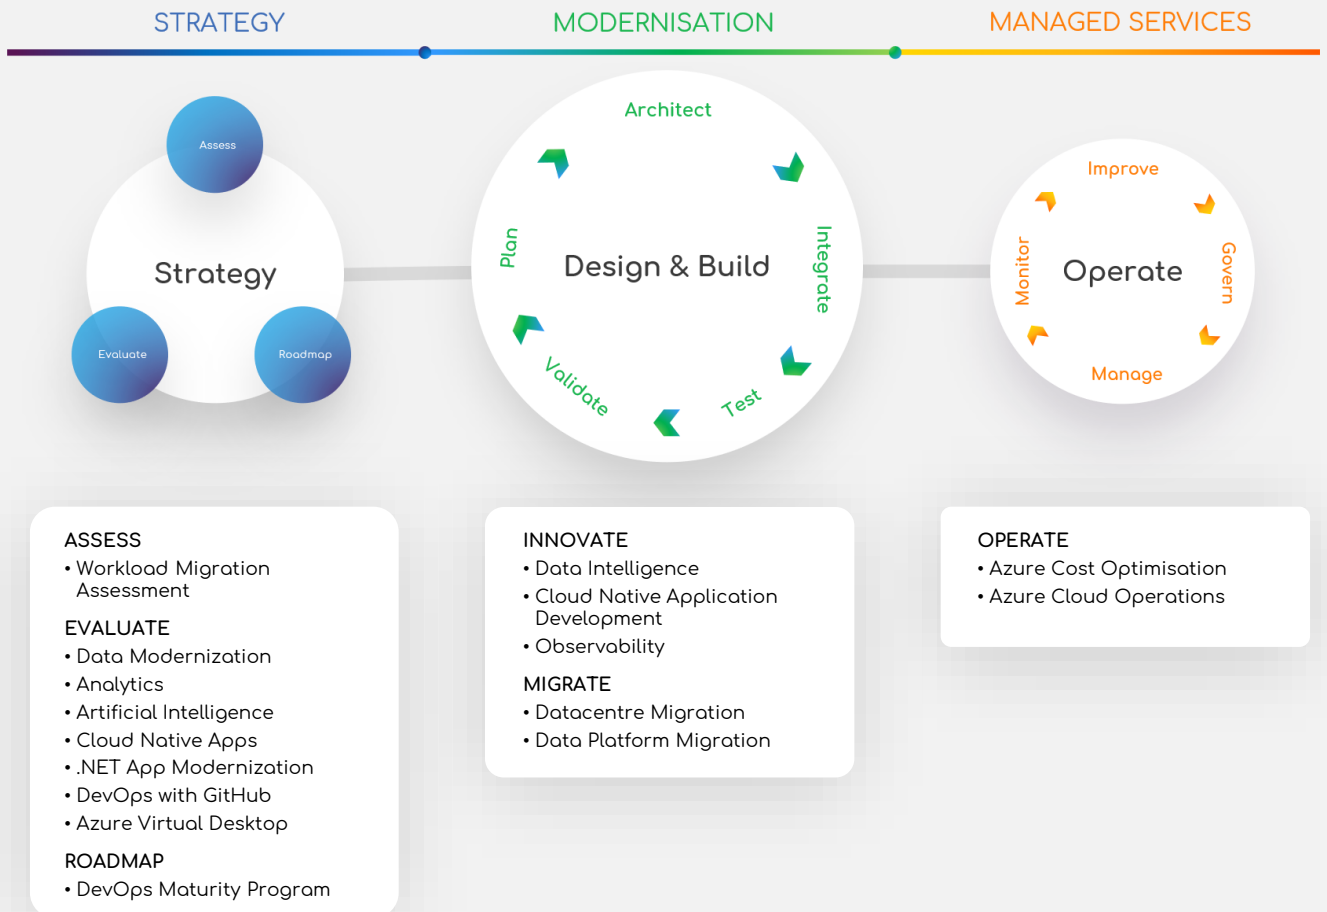 STRATEGY
MODERNISATION
MANAGED SERVICES
Assess
Strategy
Evaluate
Roadmap
Architect
Integrate
Test
Validate
Plan
Design & Build
Improve
Govern
Manage
Monitor
Operate
ASSESS
• Workload Migration
Assessment
EVALUATE
• Data Modernization
• Analytics
• Artificial Intelligence
• Cloud Native Apps
• .NET App Modernization
• DevOps with GitHub
• Azure Virtual Desktop
ROADMAP
• DevOps Maturity Program
INNOVATE
• Data Intelligence
• Cloud Native Application
Development
• Observability
MIGRATE
• Datacentre Migration
• Data Platform Migration
OPERATE
• Azure Cost Optimisation
• Azure Cloud Operations